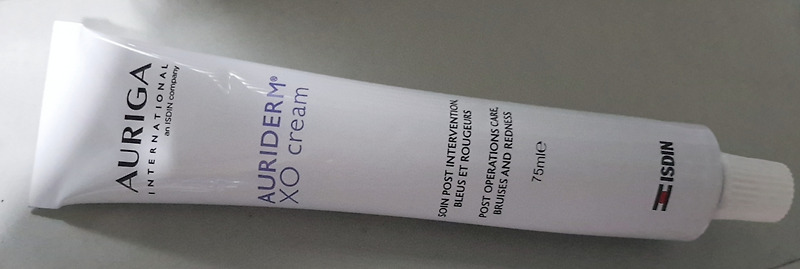 AURIGA
INTERNATIONAL
an ISDIN company
AURIDERM®
XO cream
SOIN POST INTERVENTION,
BLEUS ET ROUGEURS
POST OPERATIONS CARE,
BRUISES AND REDNESS
75ml e
ISDIN